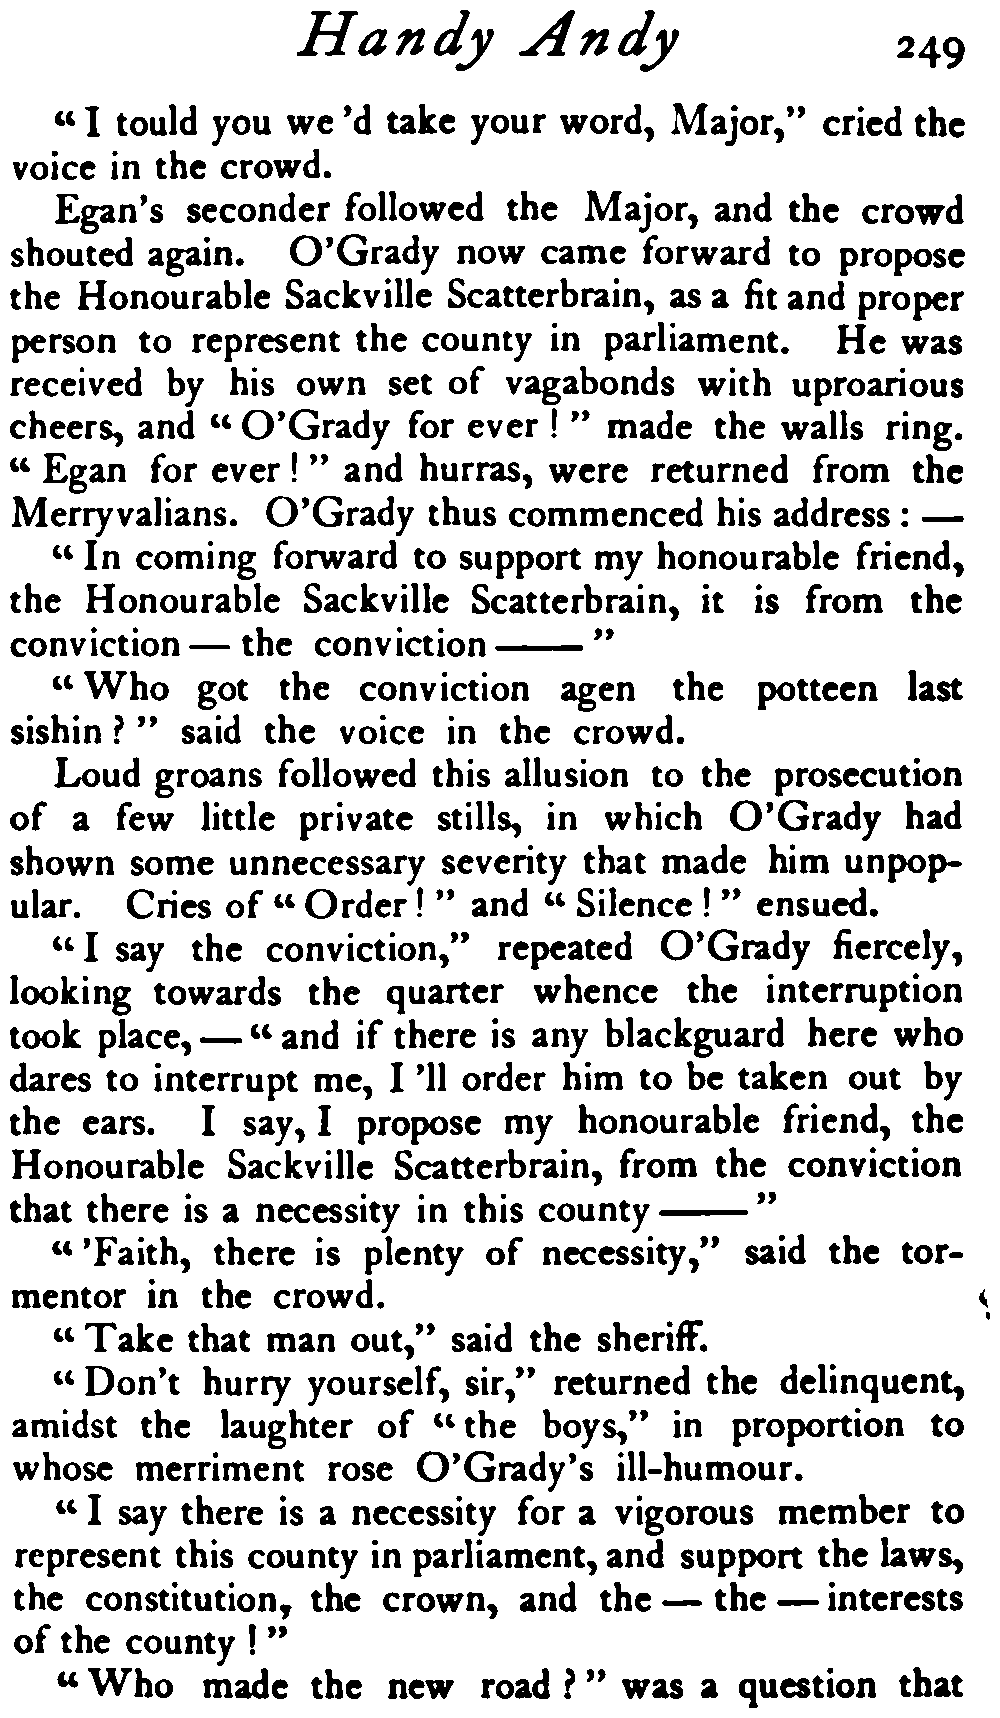 Handy Andy 249
“I tould you we 'd take your word, Major,” cried the
voice in the crowd.
Egan's seconder followed the Major, and the crowd
shouted again. O'Grady now came forward to propose
the Honourable Sackville Scatterbrain, as a fit and proper
person to represent the county in parliament. He was
received by his own set of vagabonds with uproarious
cheers, and “O'Grady for ever!” made the walls ring.
“Egan for ever!” and hurras, were returned from the
Merryvalians. O'Grady thus commenced his address: —
“In coming forward to support my honourable friend,
the Honourable Sackville Scatterbrain, it is from the
conviction — the conviction ——”
“Who got the conviction agen the potteen last
sishin?” said the voice in the crowd.
Loud groans followed this allusion to the prosecution
of a few little private stills, in which O'Grady had
shown some unnecessary severity that made him unpop-
ular. Cries of “Order!” and “Silence!” ensued.
“I say the conviction,” repeated O'Grady fiercely,
looking towards the quarter whence the interruption
took place, — “and if there is any blackguard here who
dares to interrupt me, I 'll order him to be taken out by
the ears. I say, I propose my honourable friend, the
Honourable Sackville Scatterbrain, from the conviction
that there is a necessity in this county ——”
“'Faith, there is plenty of necessity,” said the tor-
mentor in the crowd.
“Take that man out,” said the sheriff.
“Don't hurry yourself, sir,” returned the delinquent,
amidst the laughter of “the boys,” in proportion to
whose merriment rose O'Grady's ill-humour.
“I say there is a necessity for a vigorous member to
represent this county in parliament, and support the laws,
the constitution, the crown, and the — the — interests
of the county!”
“Who made the new road?” was a question that